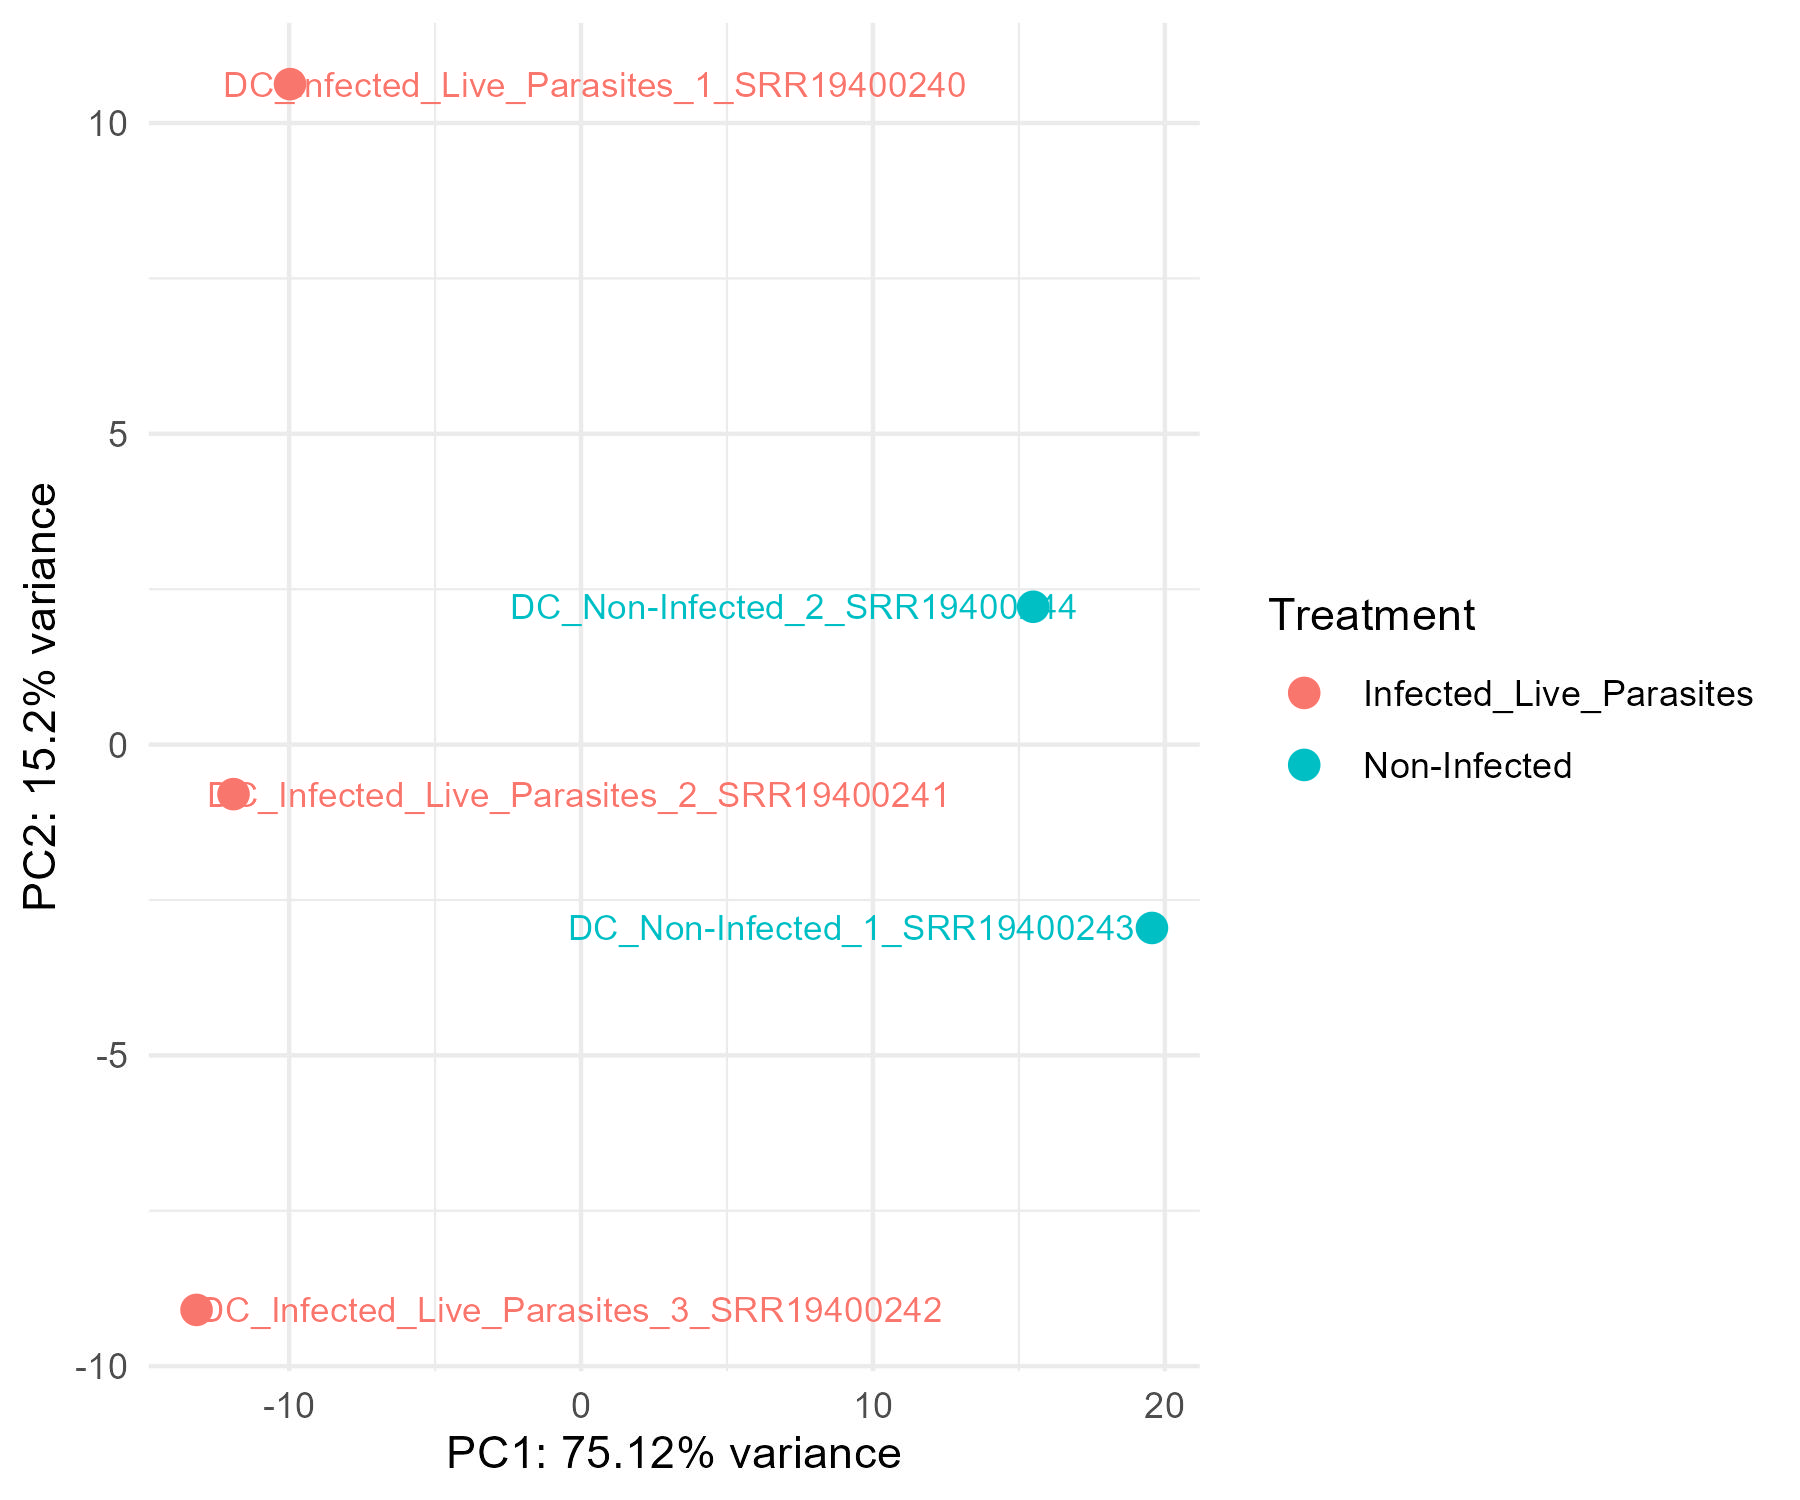 DC_Infected_Live_Parasites_1_SRR19400240
10
5
DC_Non-Infected_2_SRR19400244
0
DC_Infected_Live_Parasites_2_SRR19400241
DC_Non-Infected_1_SRR19400243
-5
DC_Infected_Live_Parasites_3_SRR19400242
-10
-10 0 10 20
PC1: 75.12% variance
PC2: 15.2% variance
Treatment
Infected_Live_Parasites
Non-Infected